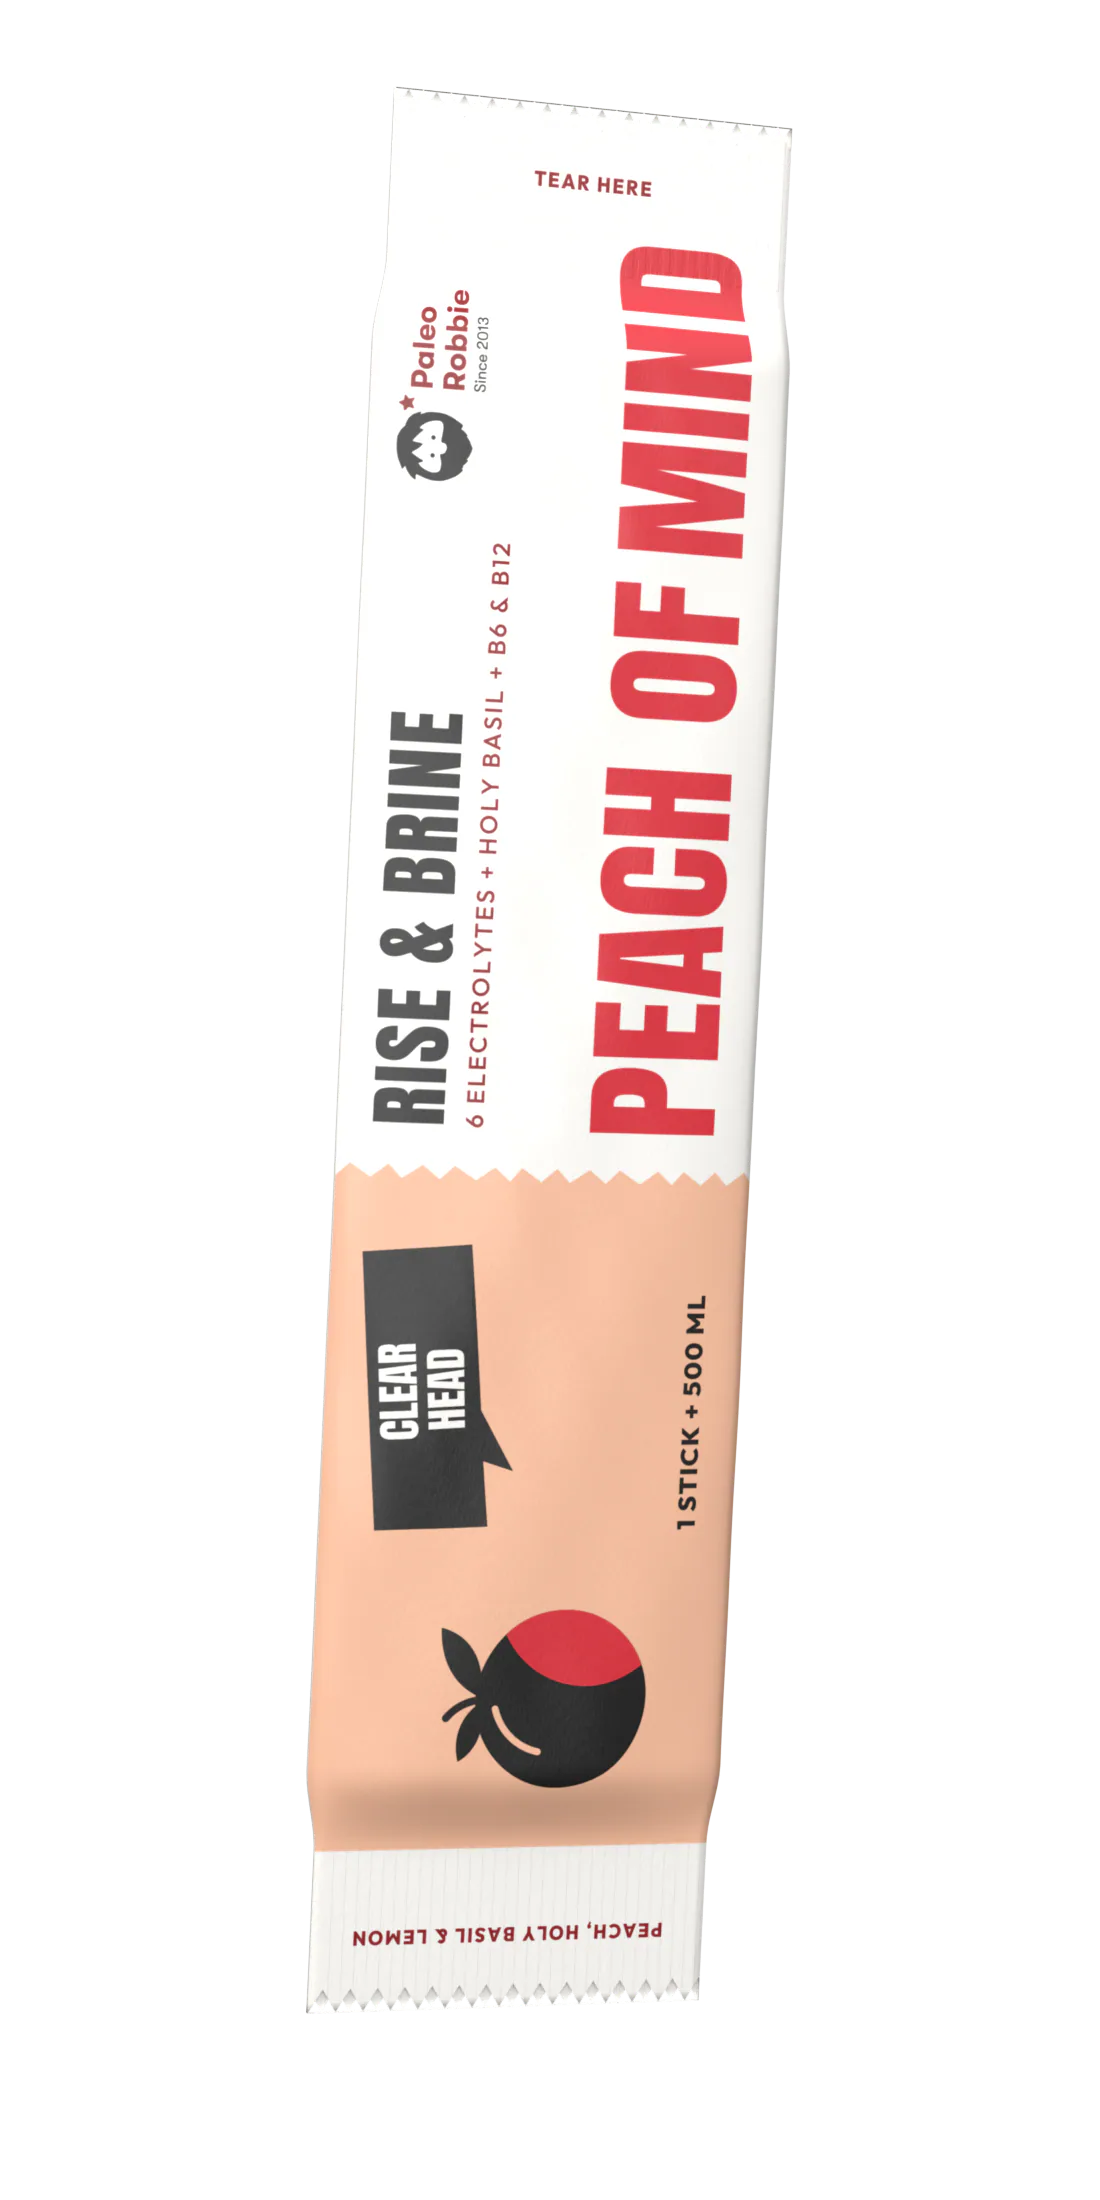 TEAR HERE
Paleo
Robbie
Since 2013
RISE & BRINE
6 ELECTROLYTES + HOLY BASIL + B6 & B12
PEACH OF MIND
CLEAR
HEAD
1 STICK + 500 ML
PEACH, HOLY BASIL & LEMON